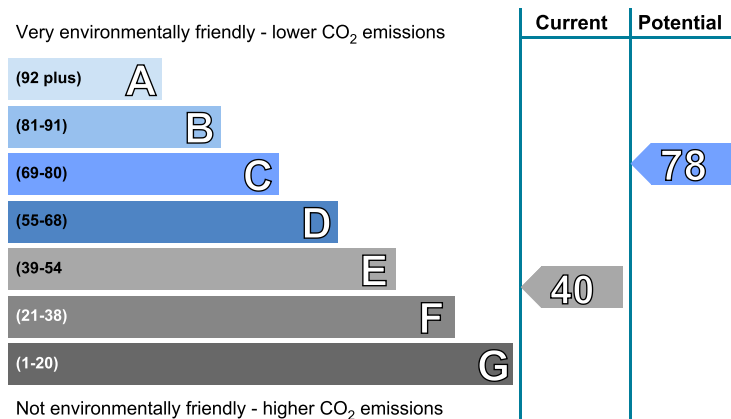 Current Potential
Very environmentally friendly - lower CO2 emissions
(92 plus) A
(81-91) B
(69-80) C
78
(55-68) D
(39-54 E
40
(21-38) F
(1-20) G
Not environmentally friendly - higher CO2 emissions